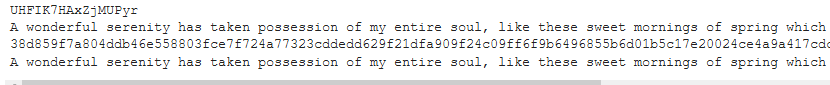 UHFIK7HAxZjMUPyr
A wonderful serenity has taken possession of my entire soul, like these sweet mornings of spring which
38d859f7a804ddb46e558803fce7f724a77323cddedd629f21dfa909f24c09ff6f9b6496855b6d01b5c17e20024ce4a9a417cdc
A wonderful serenity has taken possession of my entire soul, like these sweet mornings of spring which